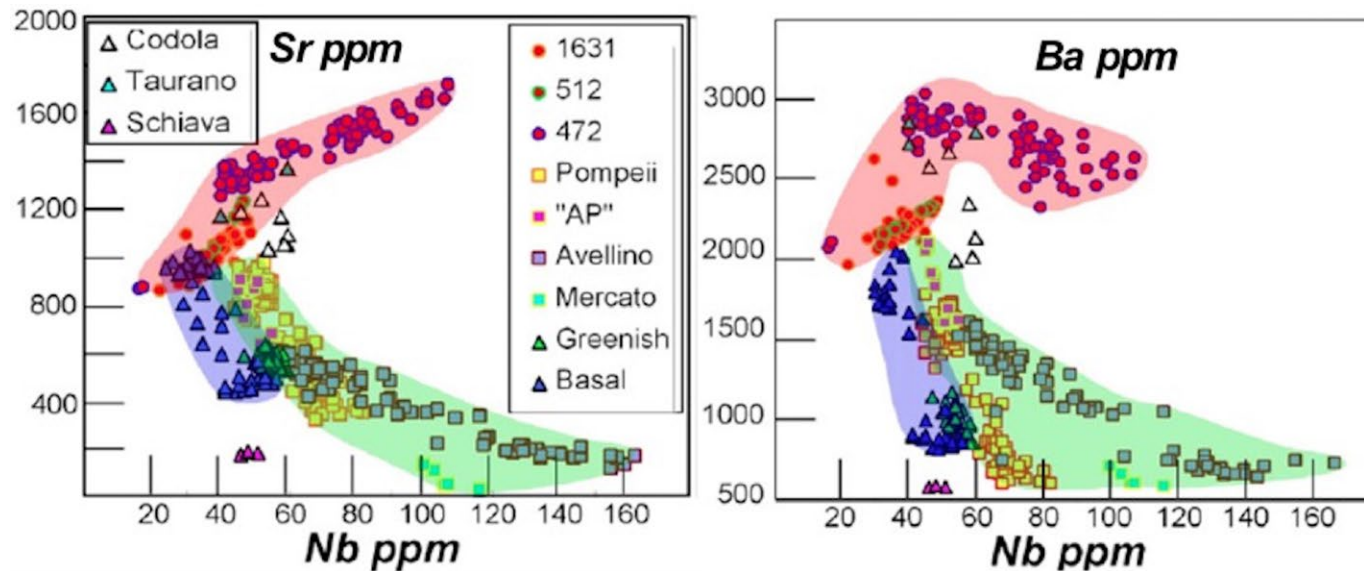 Sr ppm
2000
1600
1200
800
400
Codola
Taurano
Schiava
1631
512
472
Pompeii
"AP"
Avellino
Mercato
Greenish
Basal
20 40 60 80 100 120 140 160
Nb ppm
Ba ppm
3000
2500
2000
1500
1000
500
20 40 60 80 100 120 140 160
Nb ppm